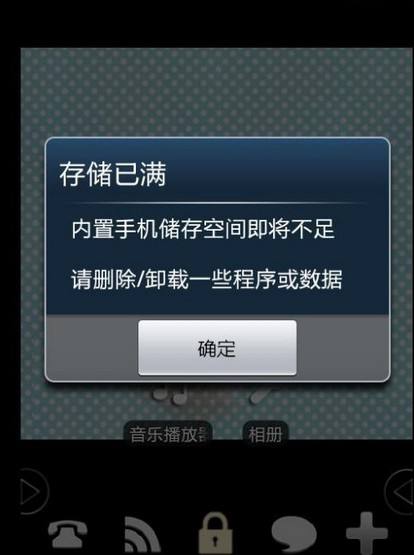 存储已满
内置手机储存空间即将不足
请删除/卸载一些程序或数据
确定
音乐播放器
相册